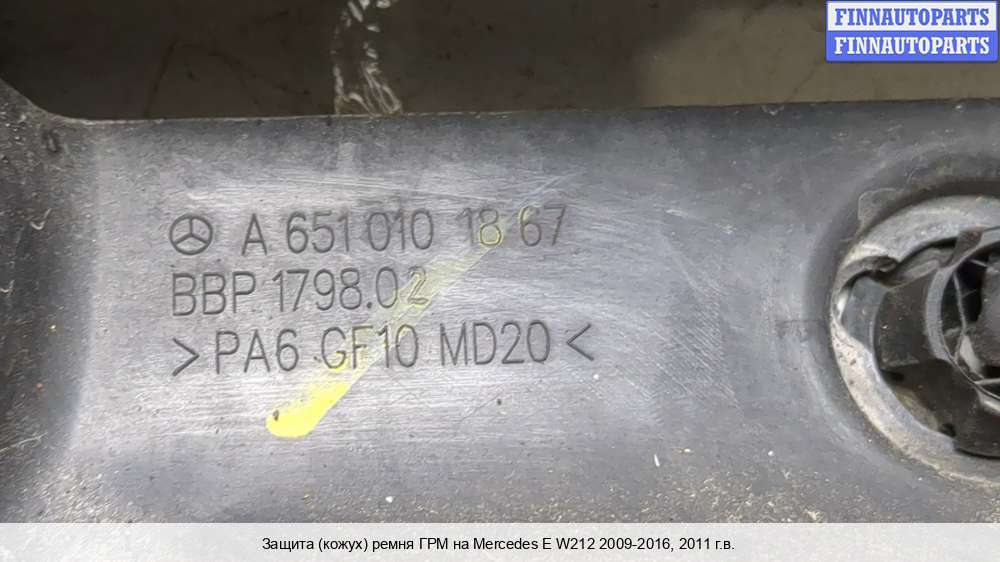 FINNAUTOPARTS
FINNAUTOPARTS
A 651 010 18 67
BBP 1798.02
>PA6 GF10 MD20<
Защита (кожух) ремня ГРМ на Mercedes E W212 2009-2016, 2011 г.в.